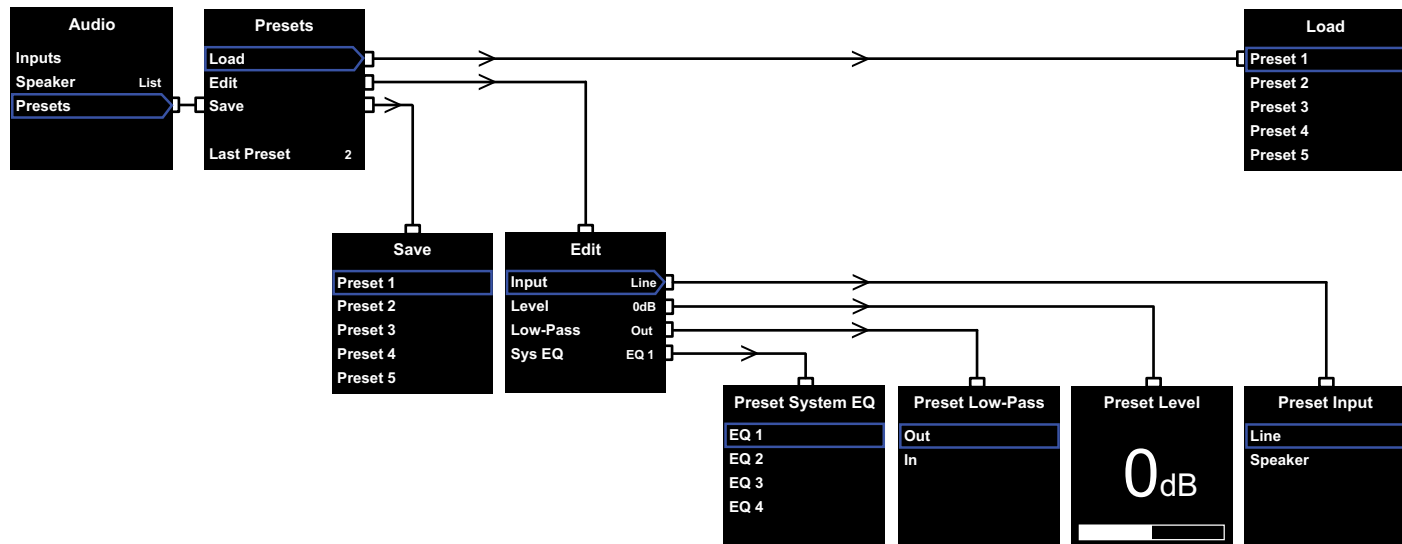 Audio
Inputs
Speaker List
Presets
Presets
Load
Edit
Save
Last Preset 2
Load
Preset 1
Preset 2
Preset 3
Preset 4
Preset 5
Save
Preset 1
Preset 2
Preset 3
Preset 4
Preset 5
Edit
Input Line
Level 0dB
Low-Pass Out
Sys EQ EQ 1
Preset System EQ
EQ 1
EQ 2
EQ 3
EQ 4
Preset Low-Pass
Out
In
Preset Level
0dB
Preset Input
Line
Speaker